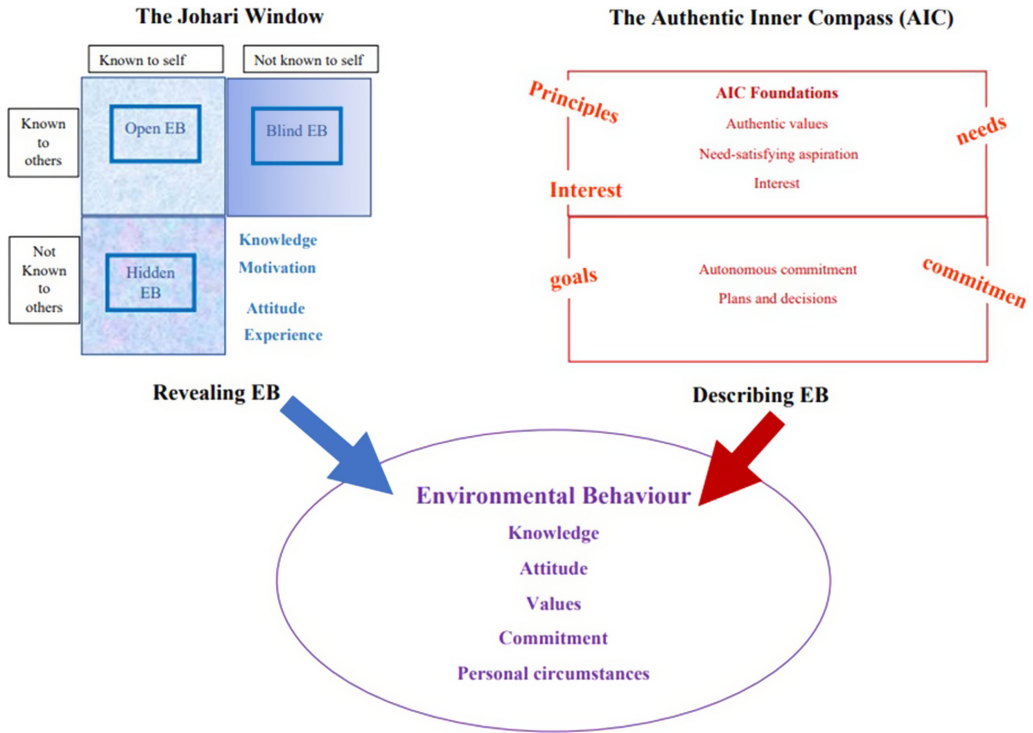 The Johari Window
Known to self
Not known to self
Known
to
others
Open EB
Blind EB
Not
Known
to
others
Hidden
EB
Knowledge
Motivation
Attitude
Experience
Revealing EB
The Authentic Inner Compass (AIC)
Principles
AIC Foundations
Authentic values
Need-satisfying aspiration
Interest
needs
Interest
goals
Autonomous commitment
Plans and decisions
commitmen
Describing EB
Environmental Behaviour
Knowledge
Attitude
Values
Commitment
Personal circumstances